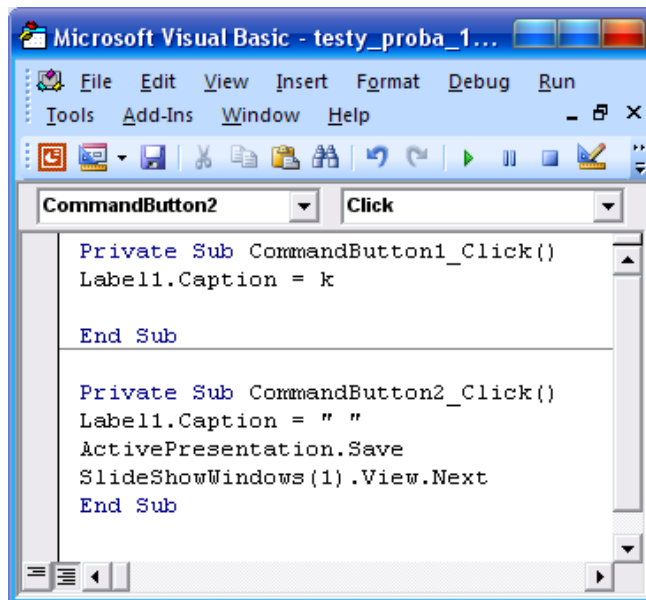 Microsoft Visual Basic - testy_proba_1...
File Edit View Insert Format Debug Run
Tools Add-Ins Window Help
CommandButton2 Click
Private Sub CommandButton1_Click()
Label1.Caption = k
End Sub
Private Sub CommandButton2_Click()
Label1.Caption = " "
ActivePresentation.Save
SlideShowWindows(1).View.Next
End Sub